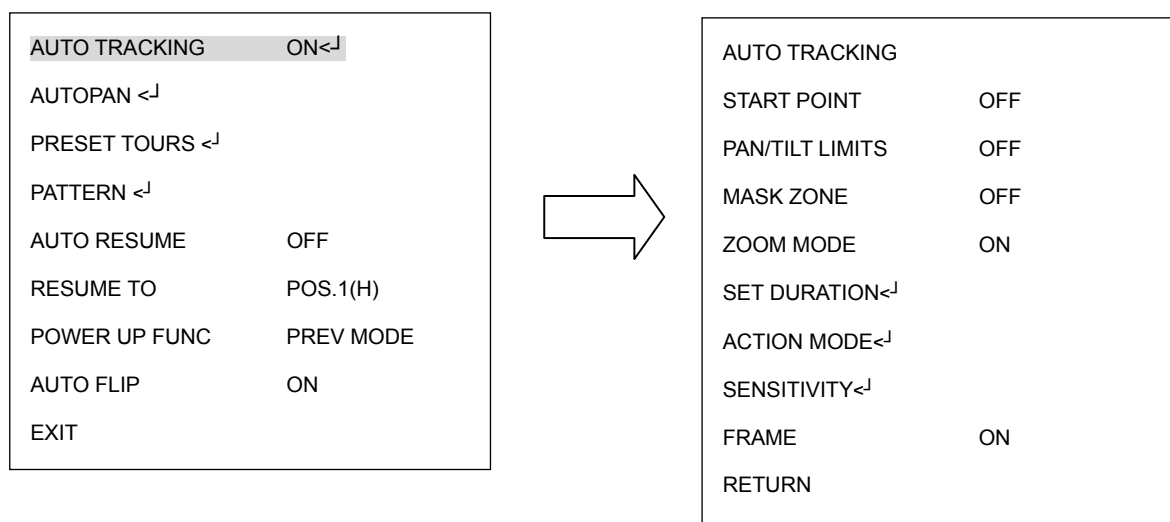 AUTO TRACKING ON<┘
AUTOPAN <┘
PRESET TOURS <┘
PATTERN <┘
AUTO RESUME OFF
RESUME TO POS.1(H)
POWER UP FUNC PREV MODE
AUTO FLIP ON
EXIT
AUTO TRACKING
START POINT OFF
PAN/TILT LIMITS OFF
MASK ZONE OFF
ZOOM MODE ON
SET DURATION<┘
ACTION MODE<┘
SENSITIVITY<┘
FRAME ON
RETURN